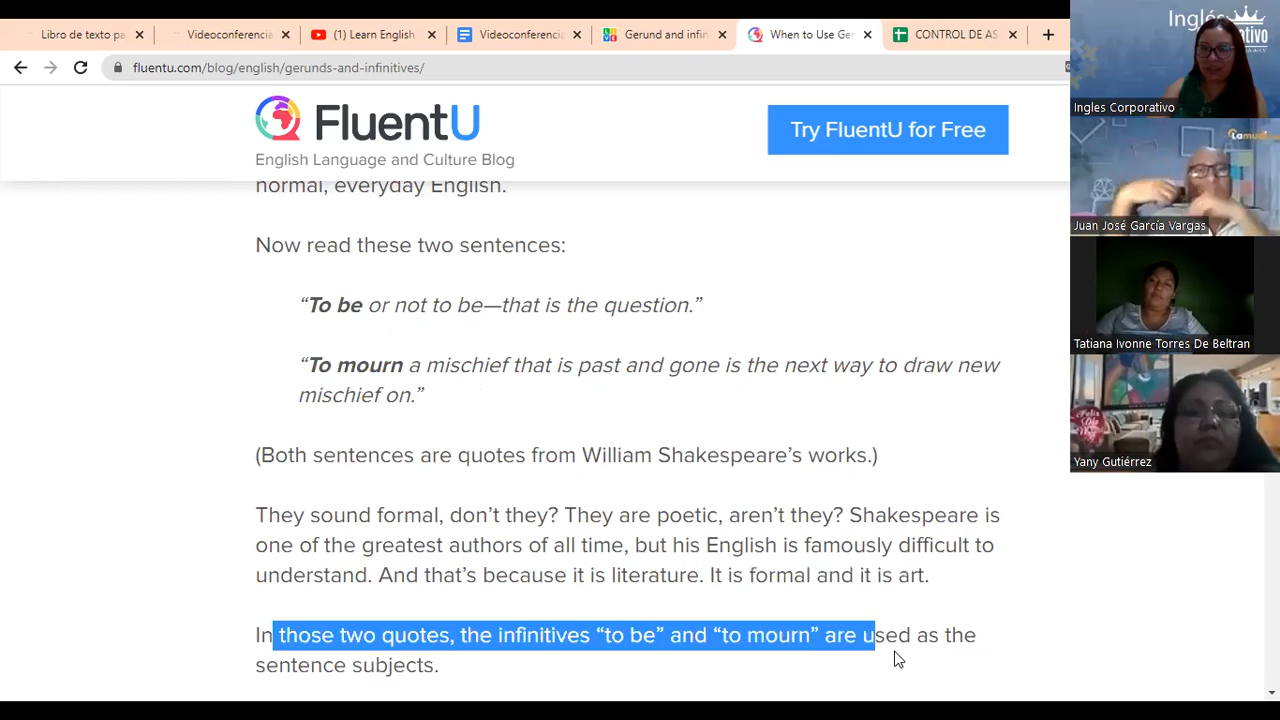 Libro de texto pa
Videoconferencia
(1) Learn English
Videoconferencia
Gerund and infin
When to Use Ger
CONTROL DE AS
fluentu.com/blog/english/gerunds-and-infinitives/
FluentU
English Language and Culture Blog
Try FluentU for Free
normal, everyday English.
Now read these two sentences:
“To be or not to be—that is the question.”
“To mourn a mischief that is past and gone is the next way to draw new
mischief on.”
(Both sentences are quotes from William Shakespeare’s works.)
They sound formal, don’t they? They are poetic, aren’t they? Shakespeare is
one of the greatest authors of all time, but his English is famously difficult to
understand. And that’s because it is literature. It is formal and it is art.
In those two quotes, the infinitives “to be” and “to mourn” are used as the
sentence subjects.
Inglés
Ingles Corporativo
Juan José García Vargas
Tatiana Ivonne Torres De Beltran
Yany Gutiérrez